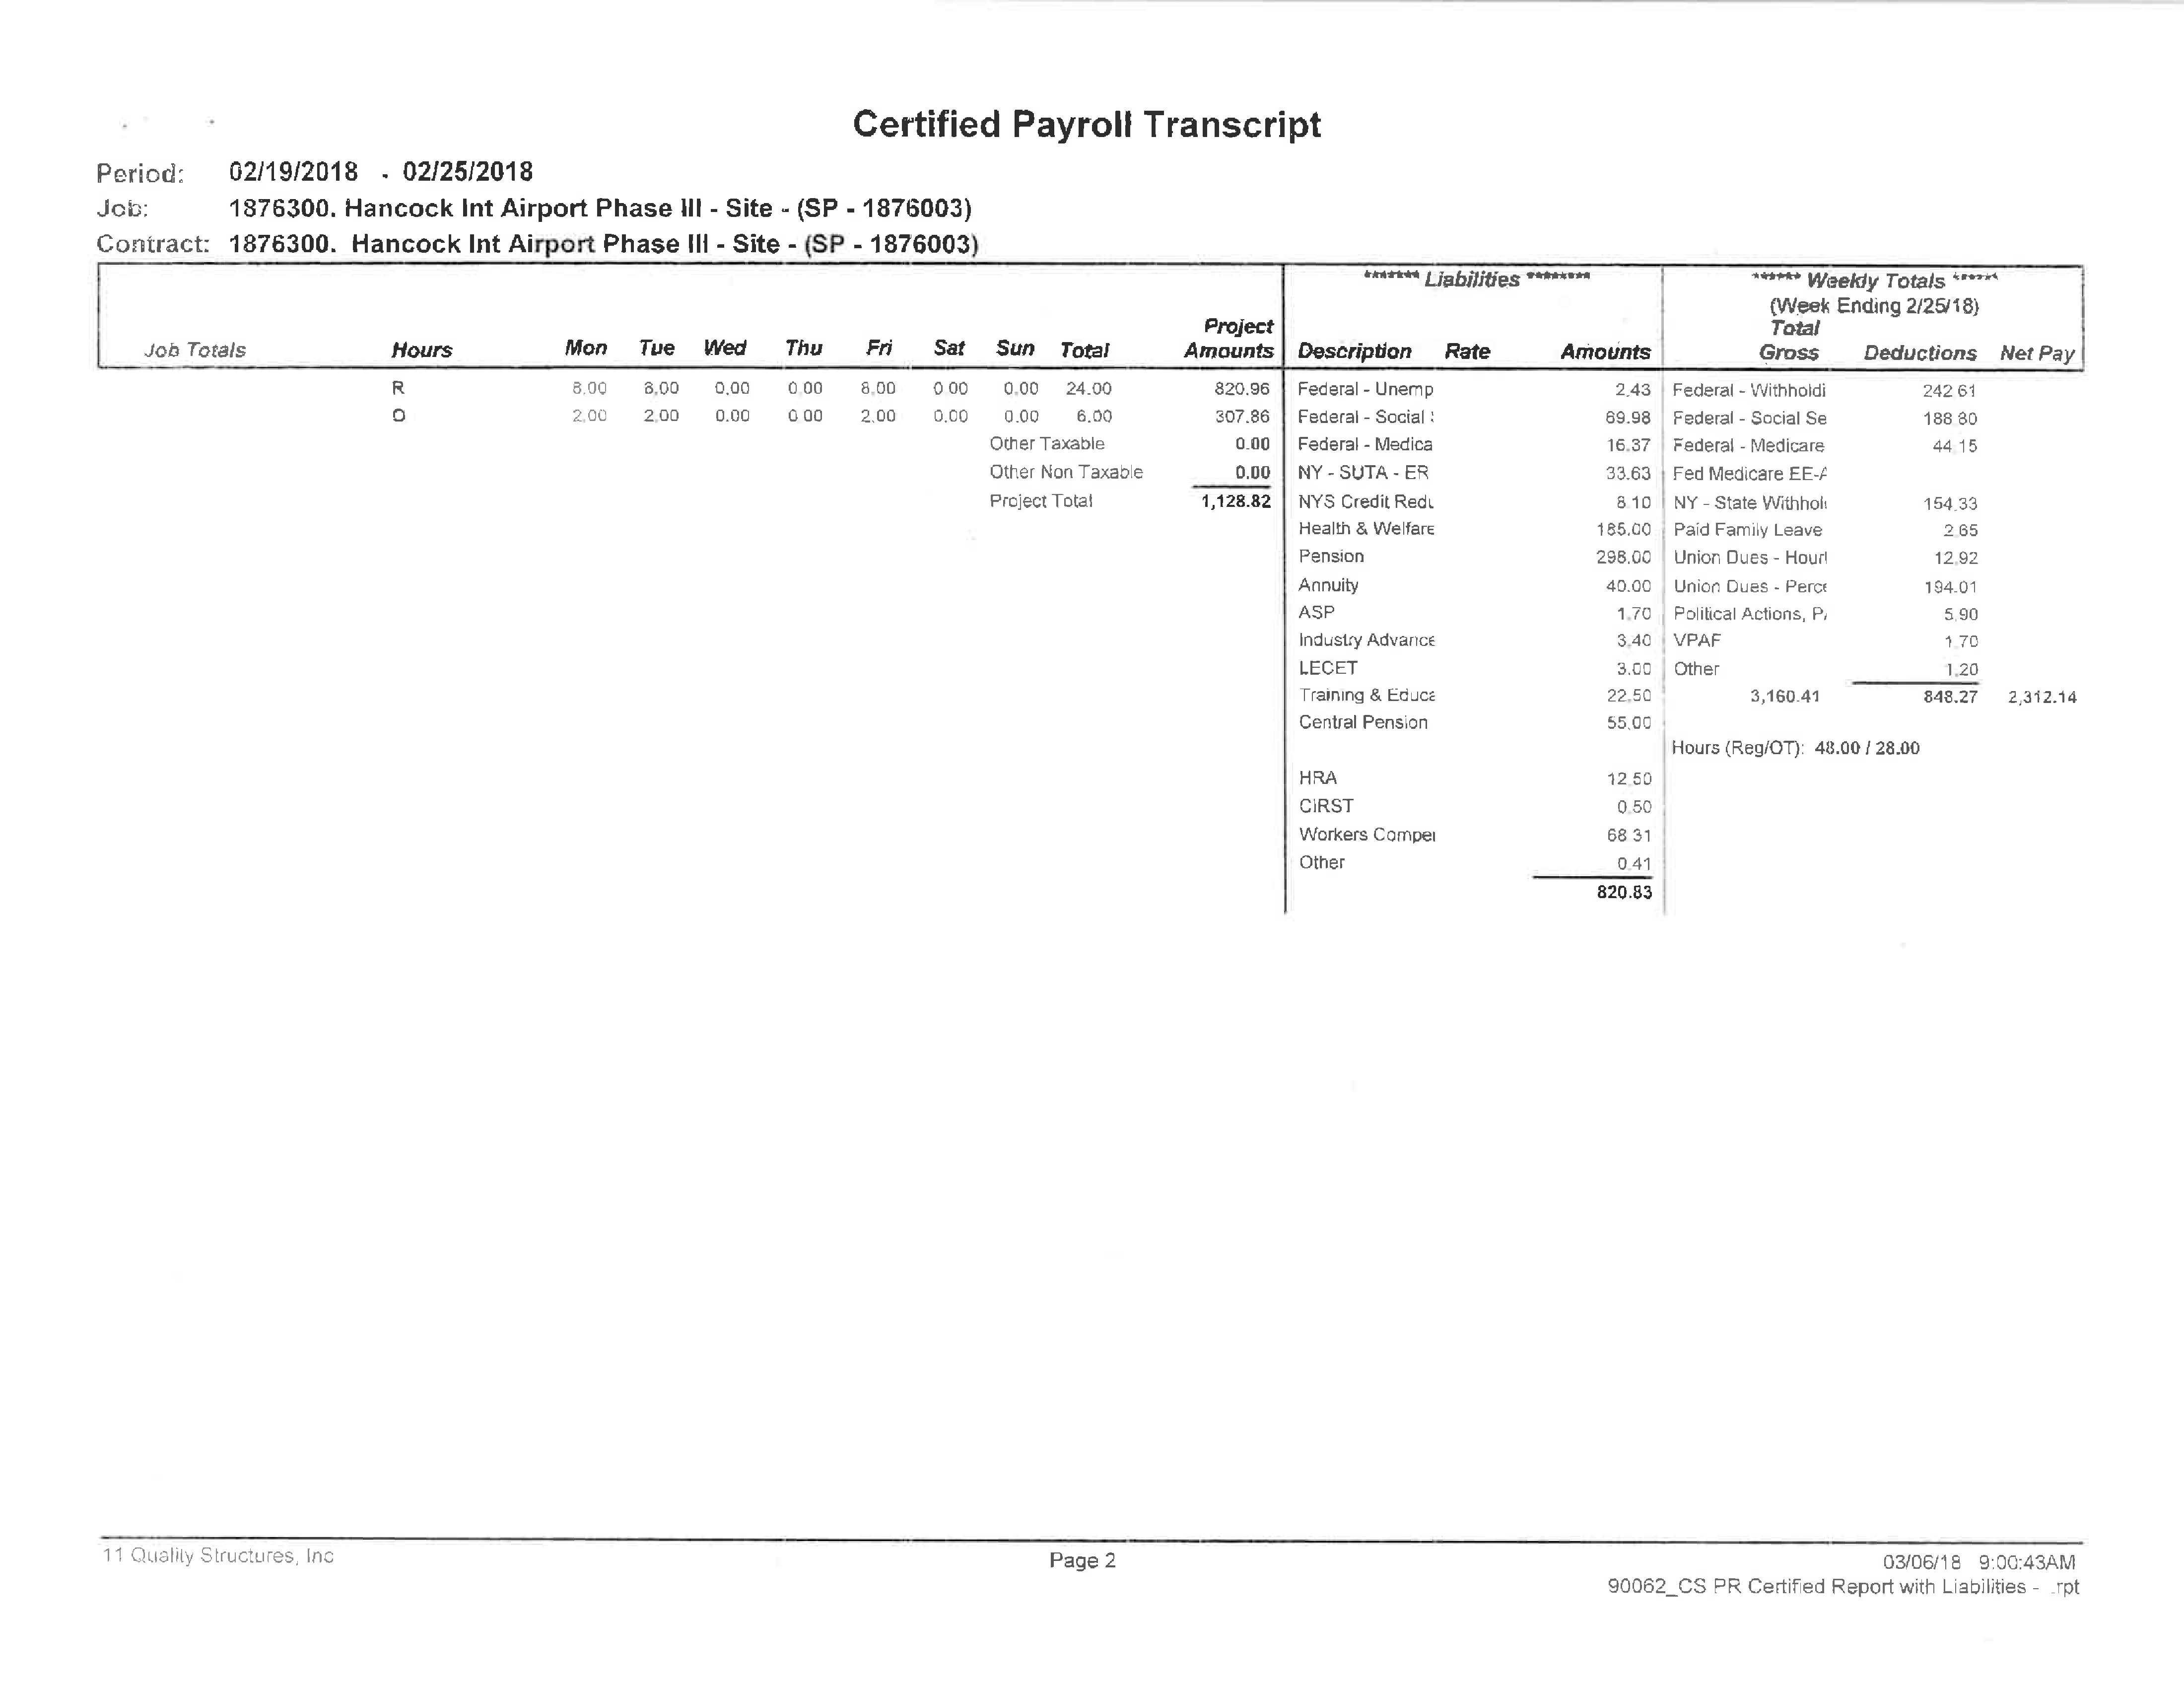 Certified Payroll Transcript
Period: 02/19/2018 - 02/25/2018
Job: 1876300. Hancock Int Airport Phase III - Site - (SP - 1876003)
Contract: 1876300. Hancock Int Airport Phase III - Site - (SP - 1876003)
******* Liabilities ******** ****** Weekly Totals ******
(Week Ending 2/25/18)
Project Total
Job Totals Hours Mon Tue Wed Thu Fri Sat Sun Total Amounts Description Rate Amounts Gross Deductions Net Pay
R 8.00 8.00 0.00 0.00 8.00 0.00 0.00 24.00 820.96 Federal - Unemp 2.43 Federal - Withholdi 242.61
O 2.00 2.00 0.00 0.00 2.00 0.00 0.00 6.00 307.86 Federal - Social 69.98 Federal - Social Se 188.80
Other Taxable 0.00 Federal - Medica 16.37 Federal - Medicare 44.15
Other Non Taxable 0.00 NY - SUTA - ER 33.63 Fed Medicare EE-A
Project Total 1,128.82 NYS Credit Redu 8.10 NY - State Withhol 154.33
Health & Welfare 185.00 Paid Family Leave 2.65
Pension 298.00 Union Dues - Hourl 12.92
Annuity 40.00 Union Dues - Perce 194.01
ASP 1.70 Political Actions, P 5.90
Industry Advance 3.40 VPAF 1.70
LECET 3.00 Other 1.20
Training & Educa 22.50 3,160.41 848.27 2,312.14
Central Pension 55.00
Hours (Reg/OT): 48.00 / 28.00
HRA 12.50
CIRST 0.50
Workers Compe 68.31
Other 0.41
820.83
11 Quality Structures, Inc Page 2 03/06/18 9:00:43AM
90062_CS PR Certified Report with Liabilities - .rpt